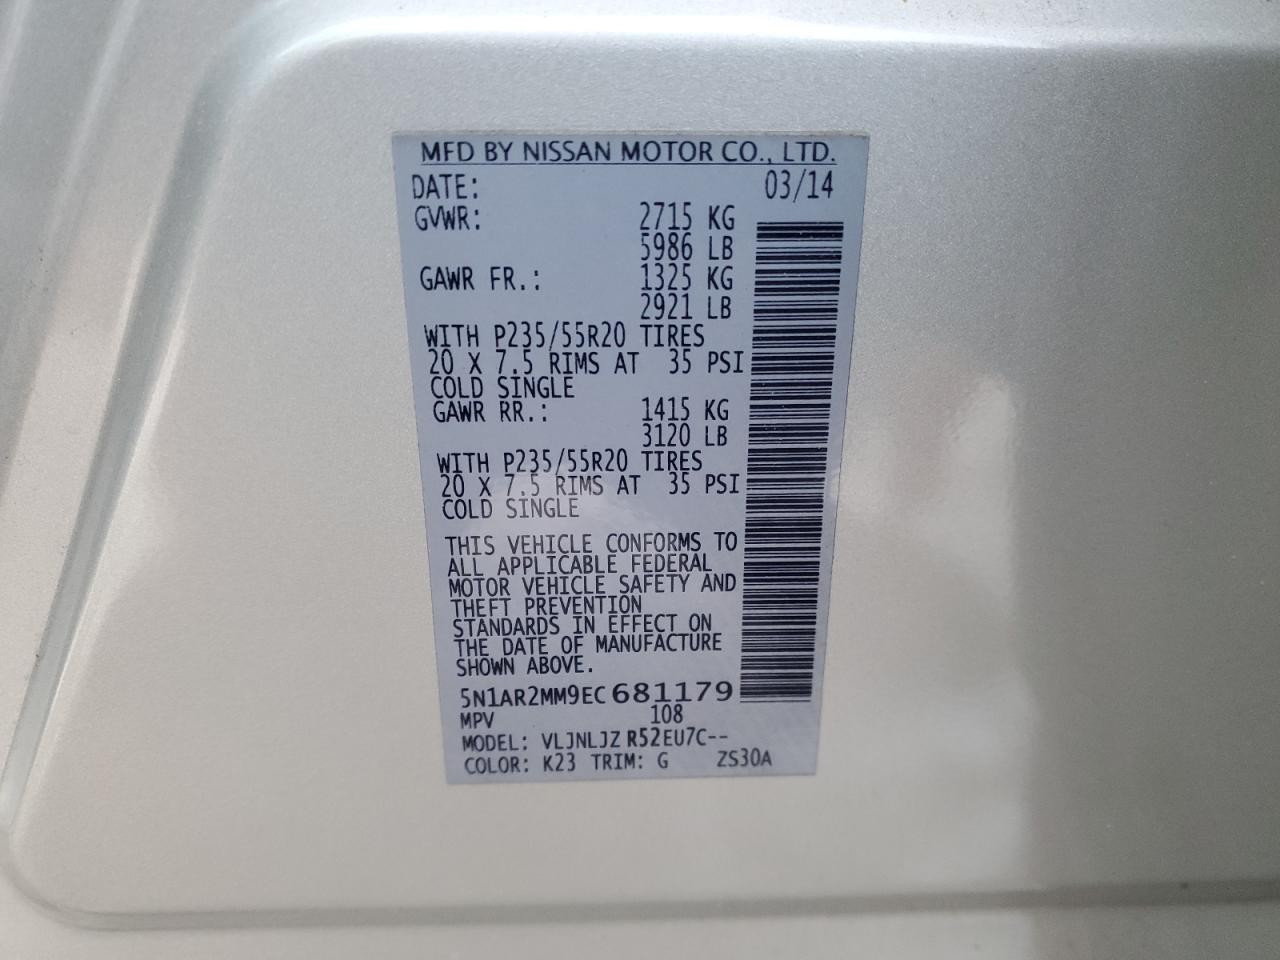 MFD BY NISSAN MOTOR CO., LTD.
DATE: 03/14
GVWR: 2715 KG
5986 LB
GAWR FR.: 1325 KG
2921 LB
WITH P235/55R20 TIRES
20 X 7.5 RIMS AT 35 PSI
COLD SINGLE
GAWR RR.: 1415 KG
3120 LB
WITH P235/55R20 TIRES
20 X 7.5 RIMS AT 35 PSI
COLD SINGLE
THIS VEHICLE CONFORMS TO
ALL APPLICABLE FEDERAL
MOTOR VEHICLE SAFETY AND
THEFT PREVENTION
STANDARDS IN EFFECT ON
THE DATE OF MANUFACTURE
SHOWN ABOVE.
5N1AR2MM9EC681179
MPV 108
MODEL: VLJNLJZ R52EU7C--
COLOR: K23 TRIM: G ZS30A